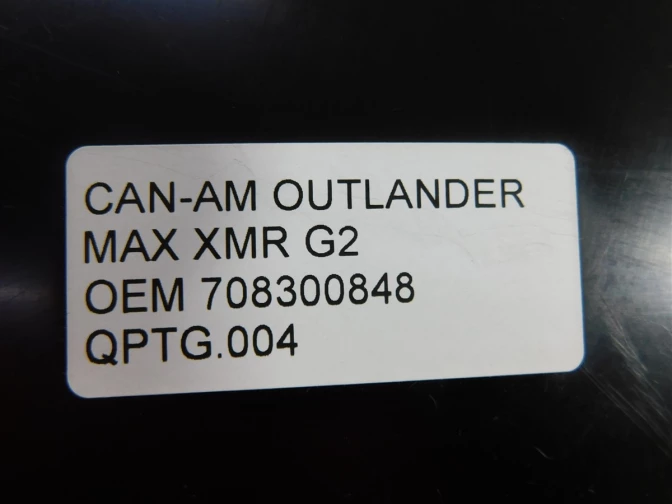 CAN-AM OUTLANDER
MAX XMR G2
OEM 708300848
QPTG.004